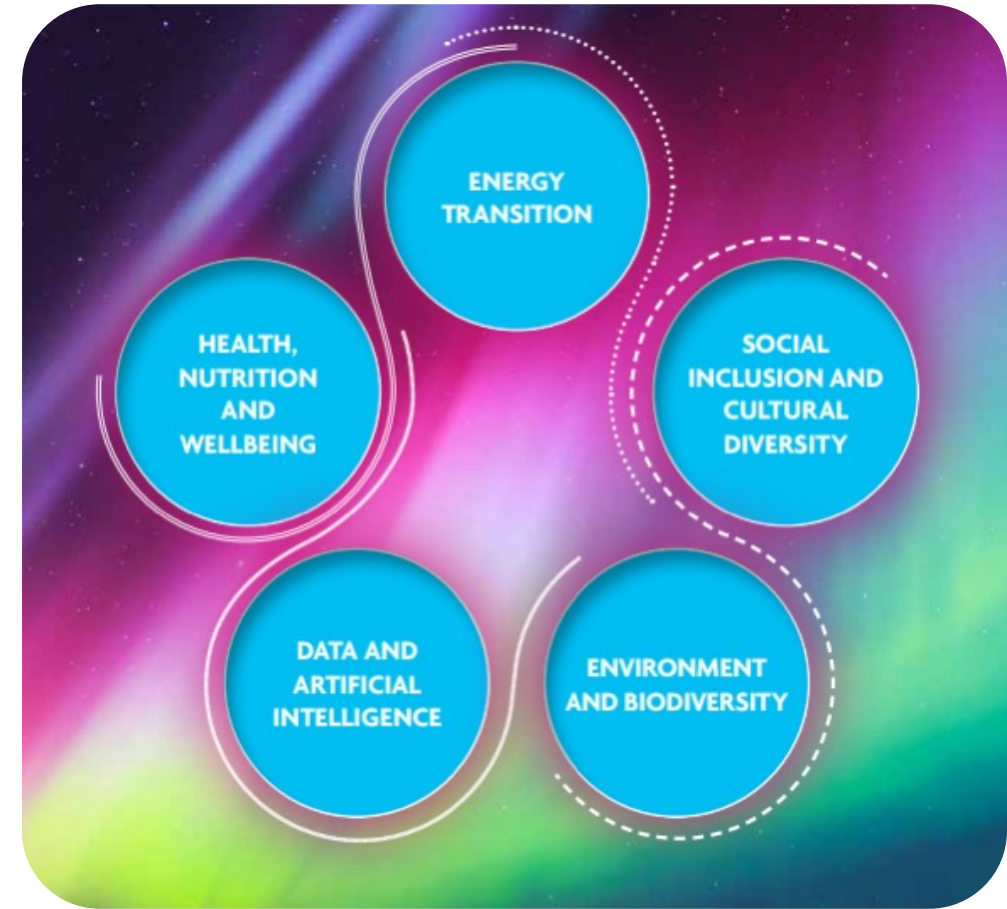 ENERGY
TRANSITION
HEALTH,
NUTRITION
AND
WELLBEING
SOCIAL
INCLUSION AND
CULTURAL
DIVERSITY
DATA AND
ARTIFICIAL
INTELLIGENCE
ENVIRONMENT
AND BIODIVERSITY